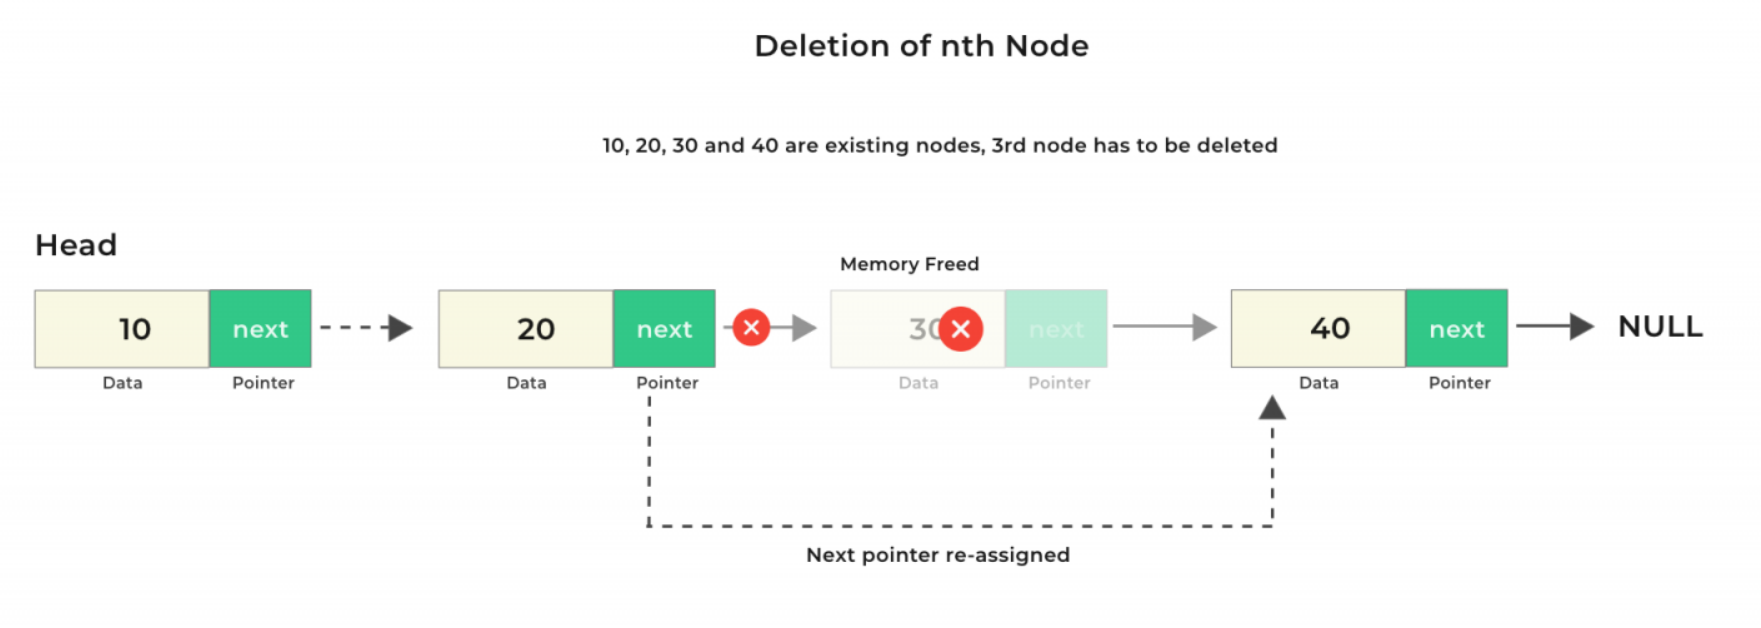 Deletion of nth Node
10, 20, 30 and 40 are existing nodes, 3rd node has to be deleted
Head
Memory Freed
10 next 20 next 30 next 40 next NULL
Data Pointer Data Pointer Data Pointer Data Pointer
Next pointer re-assigned